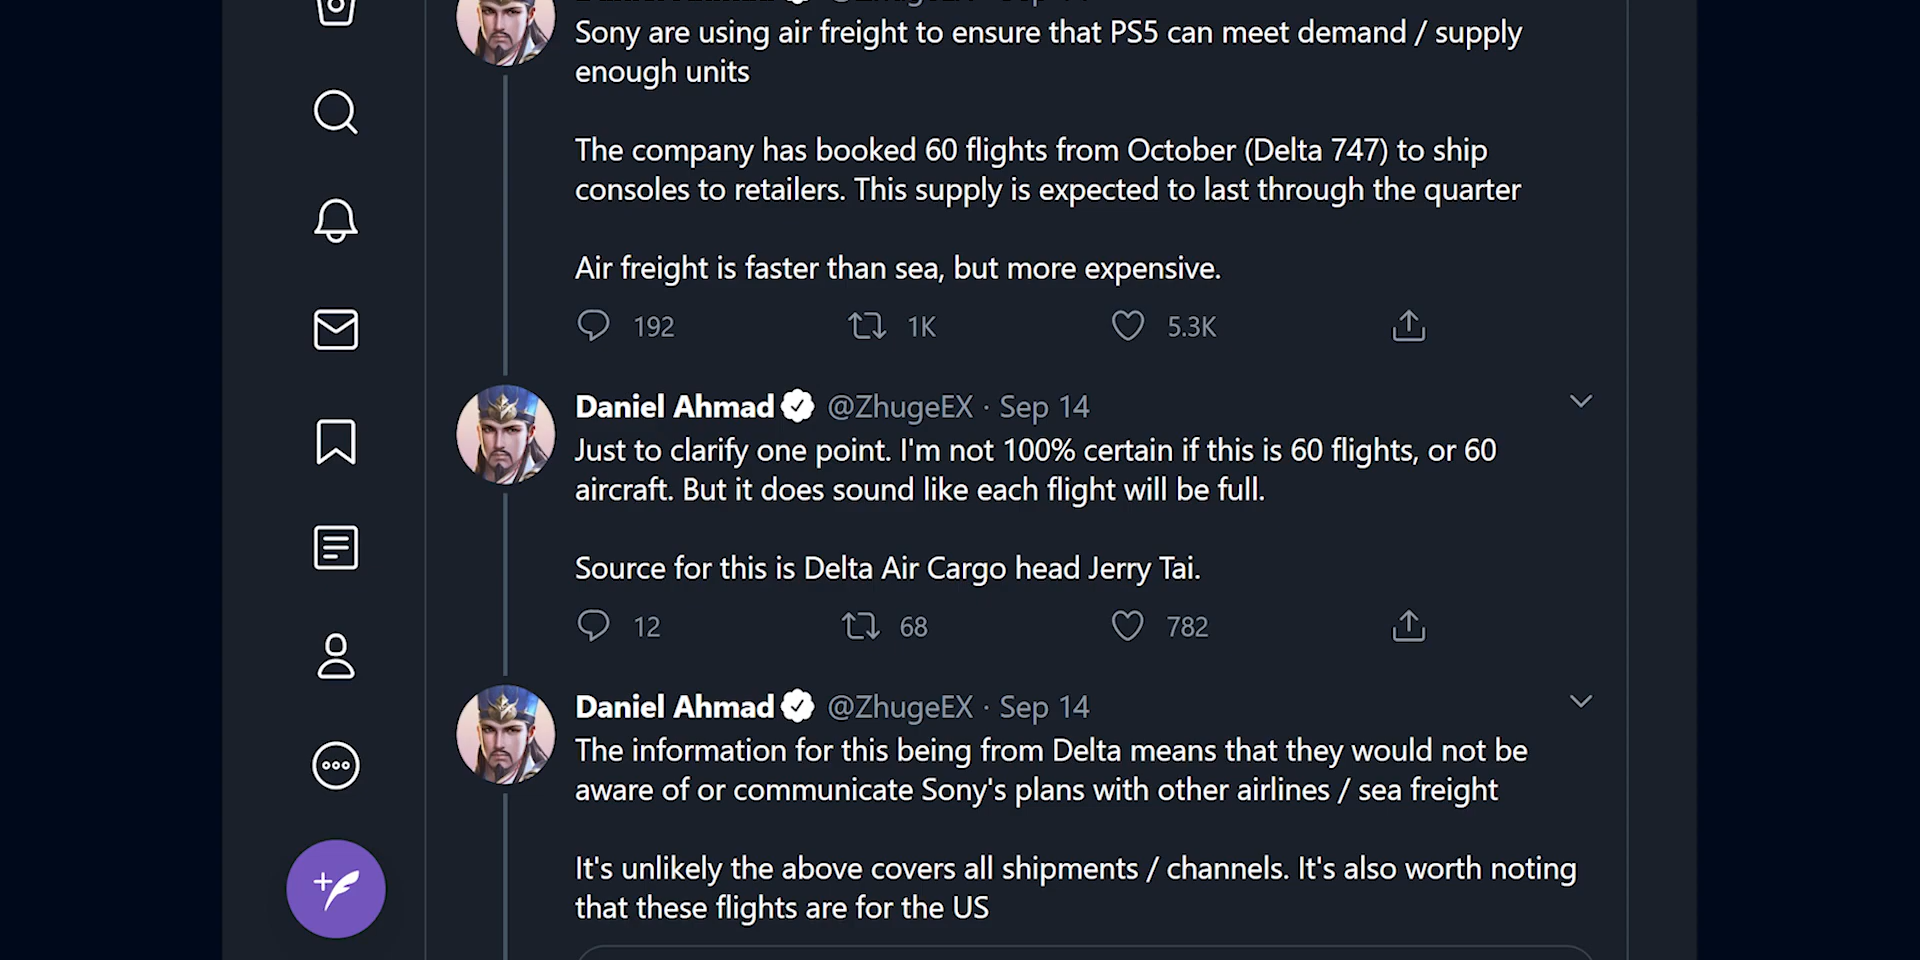 Sony are using air freight to ensure that PS5 can meet demand / supply
enough units
The company has booked 60 flights from October (Delta 747) to ship
consoles to retailers. This supply is expected to last through the quarter
Air freight is faster than sea, but more expensive.
192 1K 5.3K
Daniel Ahmad @ZhugeEX · Sep 14
Just to clarify one point. I'm not 100% certain if this is 60 flights, or 60
aircraft. But it does sound like each flight will be full.
Source for this is Delta Air Cargo head Jerry Tai.
12 68 782
Daniel Ahmad @ZhugeEX · Sep 14
The information for this being from Delta means that they would not be
aware of or communicate Sony's plans with other airlines / sea freight
It's unlikely the above covers all shipments / channels. It's also worth noting
that these flights are for the US